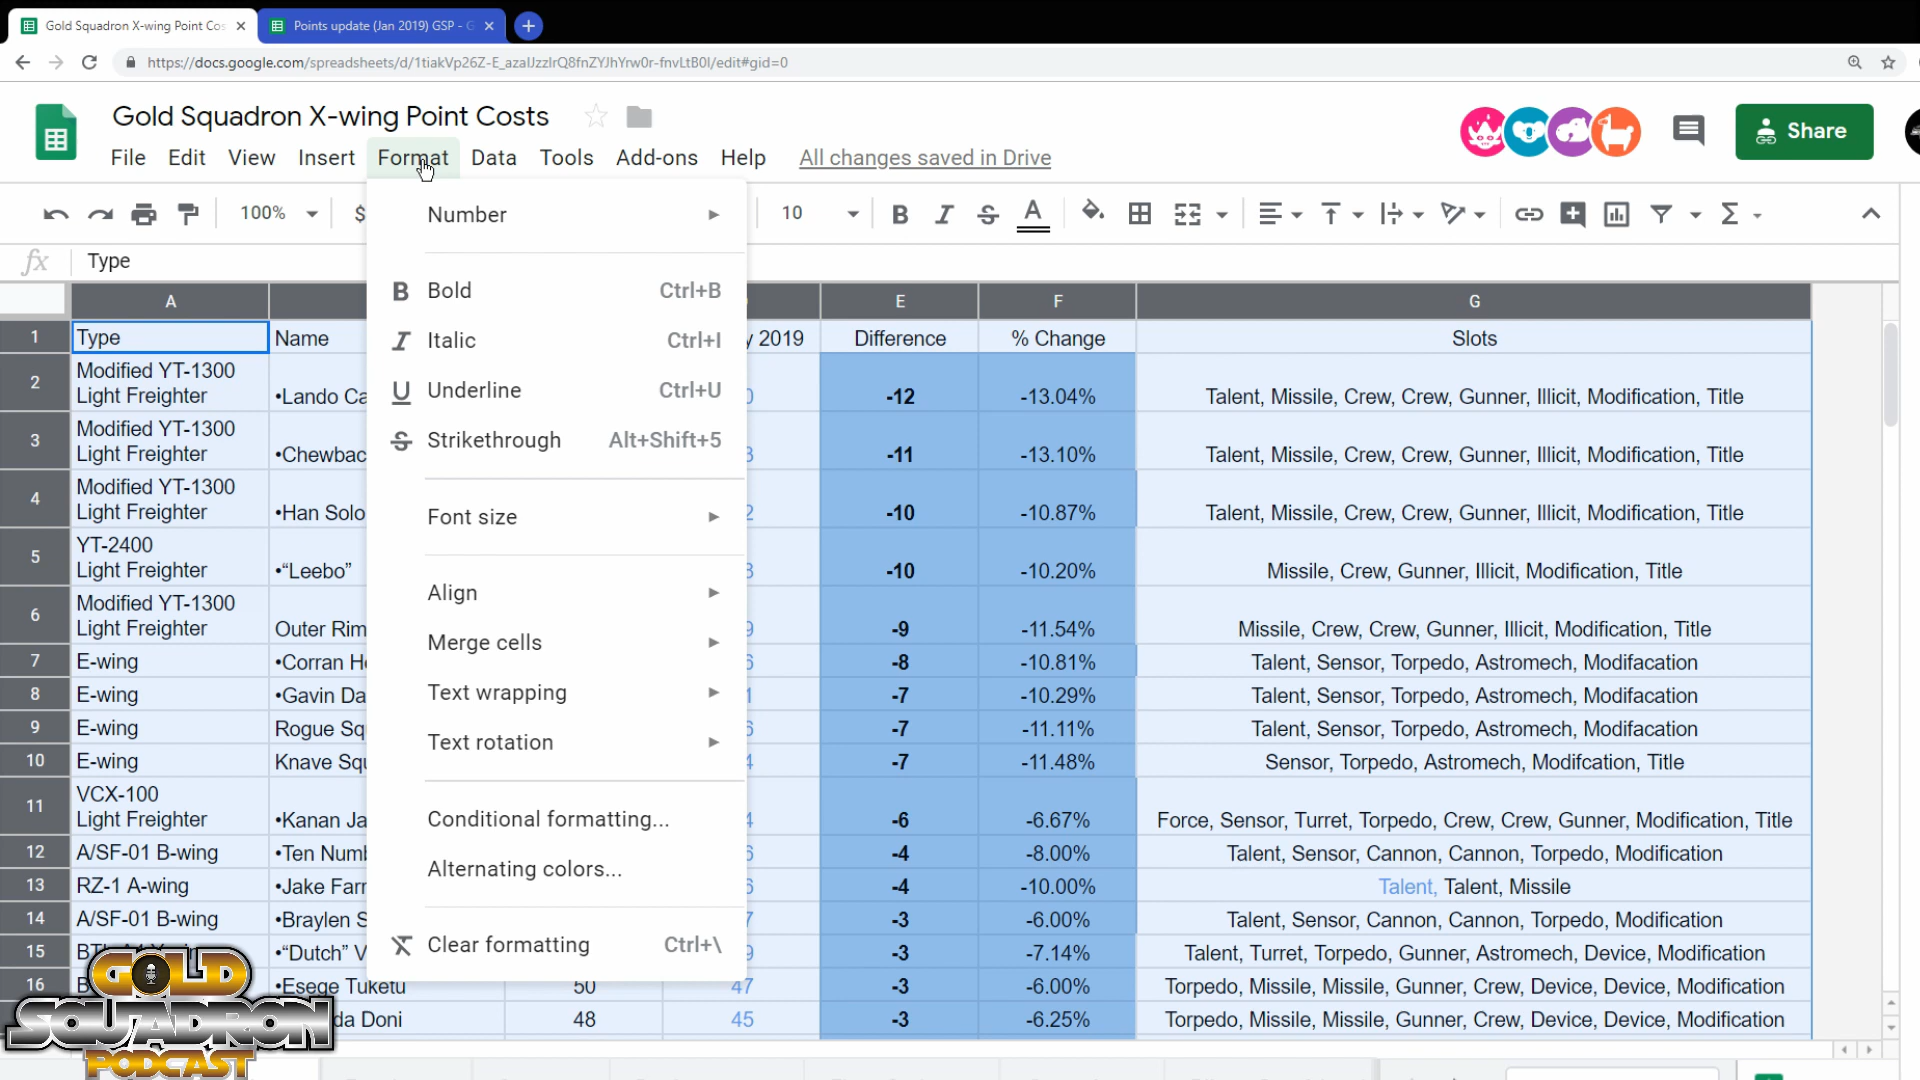 Gold Squadron X-wing Point Cos
Points update (Jan 2019) GSP - G
https://docs.google.com/spreadsheets/d/1tiakVp26Z-E_azaIJzzIrQ8fnZYJhYrw0r-fnvLtB0I/edit#gid=0
Gold Squadron X-wing Point Costs
Share
File Edit View Insert Format Data Tools Add-ons Help All changes saved in Drive
100% $ 10
fx Type
A E F G
Number
Bold Ctrl+B
Italic Ctrl+I
Underline Ctrl+U
Strikethrough Alt+Shift+5
Font size
Align
Merge cells
Text wrapping
Text rotation
Conditional formatting...
Alternating colors...
Clear formatting Ctrl+\
1 Type Name y 2019 Difference % Change Slots
2 Modified YT-1300
Light Freighter •Lando Ca 0 -12 -13.04% Talent, Missile, Crew, Crew, Gunner, Illicit, Modification, Title
3 Modified YT-1300
Light Freighter •Chewbac 3 -11 -13.10% Talent, Missile, Crew, Crew, Gunner, Illicit, Modification, Title
4 Modified YT-1300
Light Freighter •Han Solo 2 -10 -10.87% Talent, Missile, Crew, Crew, Gunner, Illicit, Modification, Title
5 YT-2400
Light Freighter •“Leebo” 3 -10 -10.20% Missile, Crew, Gunner, Illicit, Modification, Title
6 Modified YT-1300
Light Freighter Outer Rim 9 -9 -11.54% Missile, Crew, Crew, Gunner, Illicit, Modification, Title
7 E-wing •Corran H 6 -8 -10.81% Talent, Sensor, Torpedo, Astromech, Modifacation
8 E-wing •Gavin Da 1 -7 -10.29% Talent, Sensor, Torpedo, Astromech, Modifacation
9 E-wing Rogue Sq 6 -7 -11.11% Talent, Sensor, Torpedo, Astromech, Modifacation
10 E-wing Knave Squ 4 -7 -11.48% Sensor, Torpedo, Astromech, Modifcation, Title
11 VCX-100
Light Freighter •Kanan Ja 4 -6 -6.67% Force, Sensor, Turret, Torpedo, Crew, Crew, Gunner, Modification, Title
12 A/SF-01 B-wing •Ten Numb 6 -4 -8.00% Talent, Sensor, Cannon, Cannon, Torpedo, Modification
13 RZ-1 A-wing •Jake Farr 6 -4 -10.00% Talent, Talent, Missile
14 A/SF-01 B-wing •Braylen S 7 -3 -6.00% Talent, Sensor, Cannon, Cannon, Torpedo, Modification
15 •“Dutch” V 9 -3 -7.14% Talent, Turret, Torpedo, Gunner, Astromech, Device, Modification
16 •Esege Tuketu 50 47 -3 -6.00% Torpedo, Missile, Missile, Gunner, Crew, Device, Device, Modification
da Doni 48 45 -3 -6.25% Torpedo, Missile, Missile, Gunner, Crew, Device, Device, Modification
GOLD
SQUADRON
PODCAST